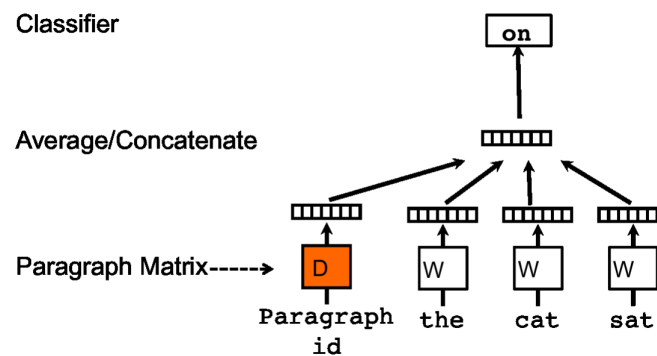 Classifier
on
Average/Concatenate
Paragraph Matrix
D
W
W
W
Paragraph
id
the
cat
sat